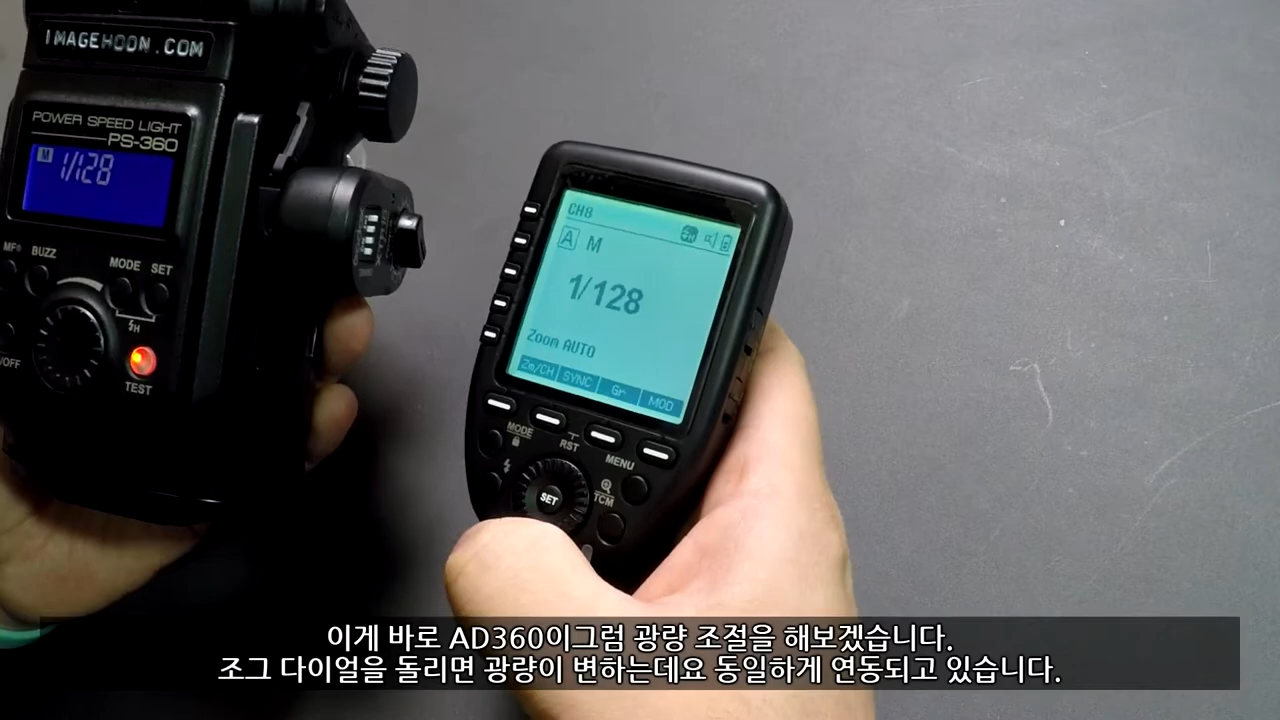 IMAGEHOON.COM
POWER SPEED LIGHT
PS-360
M 1/128
MF BUZZ
MODE SET
H
/OFF
TEST
CH8
A M
1/128
Zoom AUTO
Zm/CH SYNC Gr MOD
MODE
RST
MENU
SET
TCM
이게 바로 AD360이그럼 광량 조절을 해보겠습니다.
조그 다이얼을 돌리면 광량이 변하는데요 동일하게 연동되고 있습니다.